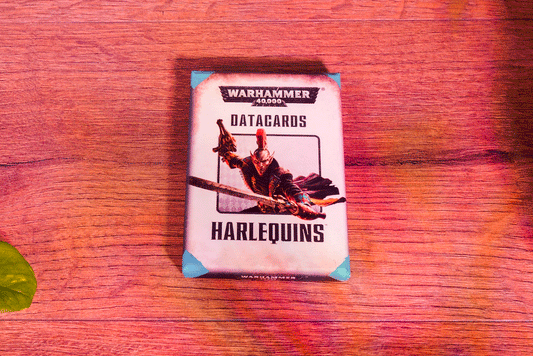 WARHAMMER
40,000
DATACARDS
HARLEQUINS
WARHAMMER